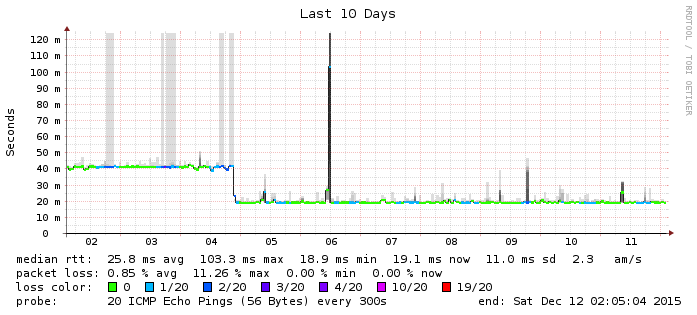 Last 10 Days
RRDTOOL / TOBI OETIKER
Seconds
120 m
110 m
100 m
90 m
80 m
70 m
60 m
50 m
40 m
30 m
20 m
10 m
0
02 03 04 05 06 07 08 09 10 11
median rtt: 25.8 ms avg 103.3 ms max 18.9 ms min 19.1 ms now 11.0 ms sd 2.3 am/s
packet loss: 0.85 % avg 11.26 % max 0.00 % min 0.00 % now
loss color: 0 1/20 2/20 3/20 4/20 10/20 19/20
probe: 20 ICMP Echo Pings (56 Bytes) every 300s end: Sat Dec 12 02:05:04 2015